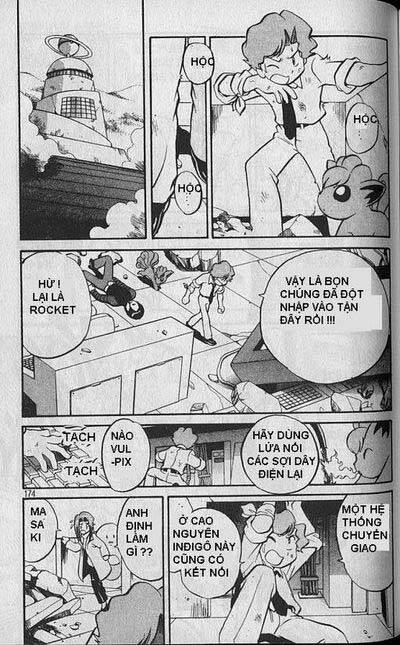 HỘC
...
HỘC
...
HỪ !
LẠI LÀ
ROCKET
VẬY LÀ BỌN
CHÚNG ĐÃ ĐỘT
NHẬP VÀO TẬN
ĐÂY RỒI !!!
TẠCH
TẠCH
NÀO
VUL
-PIX
HÃY DÙNG
LỬA NỐI
CÁC SỢI DÂY
ĐIỆN LẠI
174
MA
SA
KI
ANH
ĐỊNH
LÀM
GÌ ??
Ở CAO
NGUYÊN
INĐIGÔ NÀY
CŨNG CÓ
KẾT NỐI
MỘT HỆ
THỐNG
CHUYỂN
GIAO